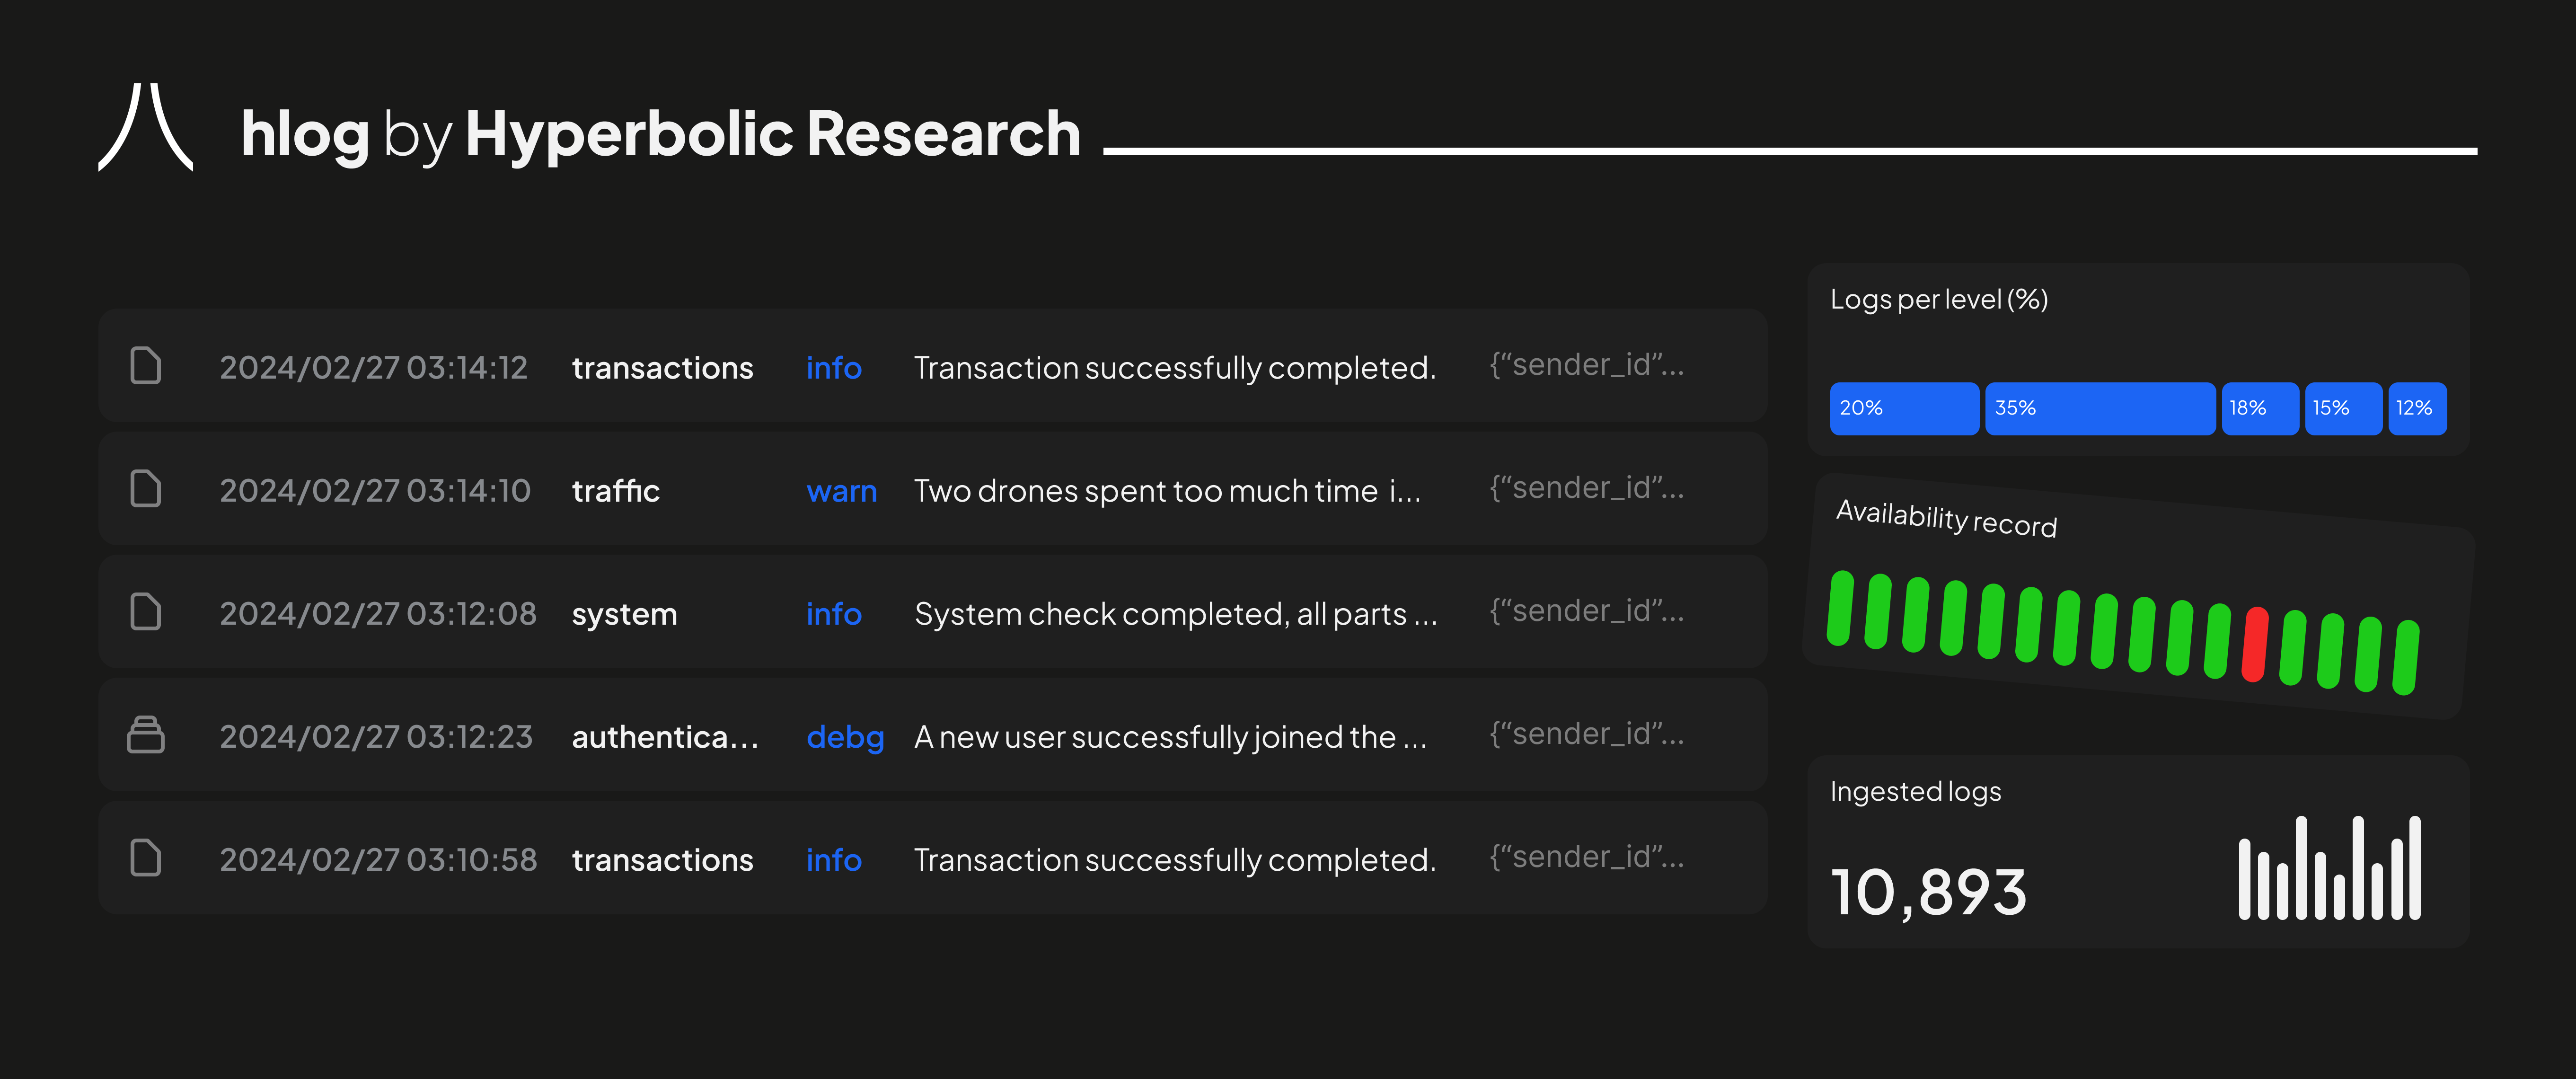 hlog by Hyperbolic Research
2024/02/27 03:14:12 transactions info Transaction successfully completed. {“sender_id”...
2024/02/27 03:14:10 traffic warn Two drones spent too much time i...
2024/02/27 03:12:08 system info System check completed, all parts ... {“sender_id”...
2024/02/27 03:12:23 authentica... debg A new user successfully joined the ... {“sender_id”...
2024/02/27 03:10:58 transactions info Transaction successfully completed. {“sender_id”...
Logs per level (%)
20% 35% 18% 15% 12%
Availability record
Ingested logs
10,893